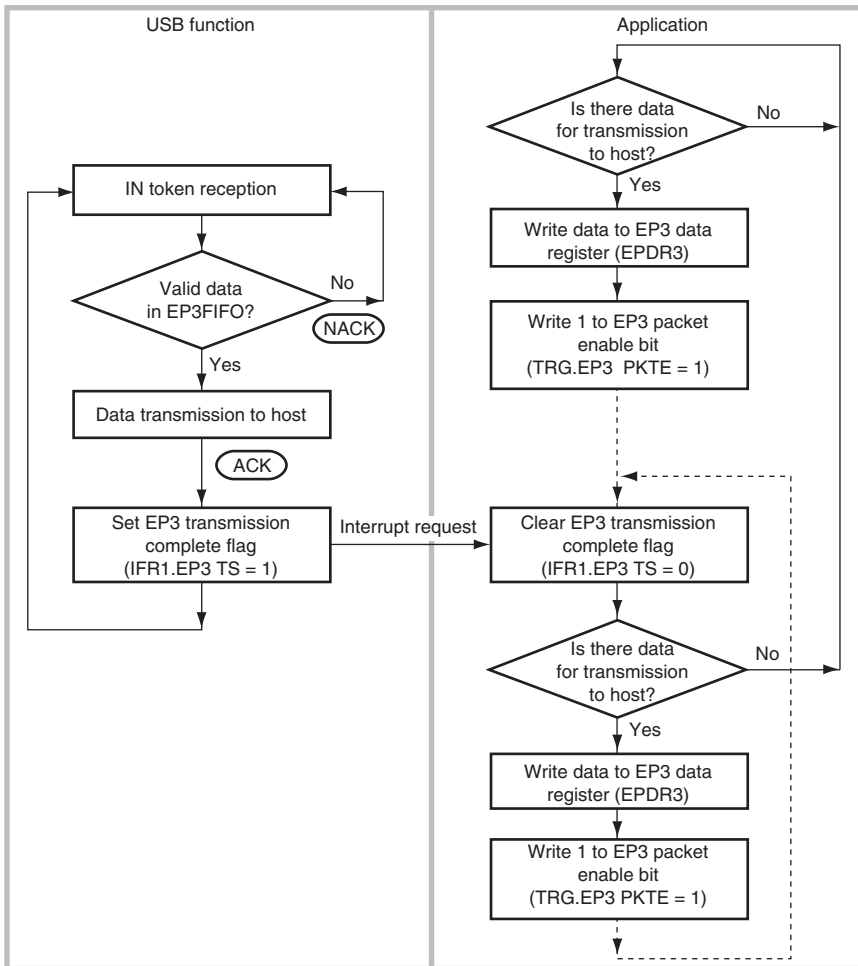 USB function
IN token reception
Valid data
in EP3FIFO?
No
NACK
Yes
Data transmission to host
ACK
Set EP3 transmission
complete flag
(IFR1.EP3 TS = 1)
Interrupt request
Application
Is there data
for transmission
to host?
No
Yes
Write data to EP3 data
register (EPDR3)
Write 1 to EP3 packet
enable bit
(TRG.EP3 PKTE = 1)
Clear EP3 transmission
complete flag
(IFR1.EP3 TS = 0)
Is there data
for transmission
to host?
No
Yes
Write data to EP3 data
register (EPDR3)
Write 1 to EP3 packet
enable bit
(TRG.EP3 PKTE = 1)